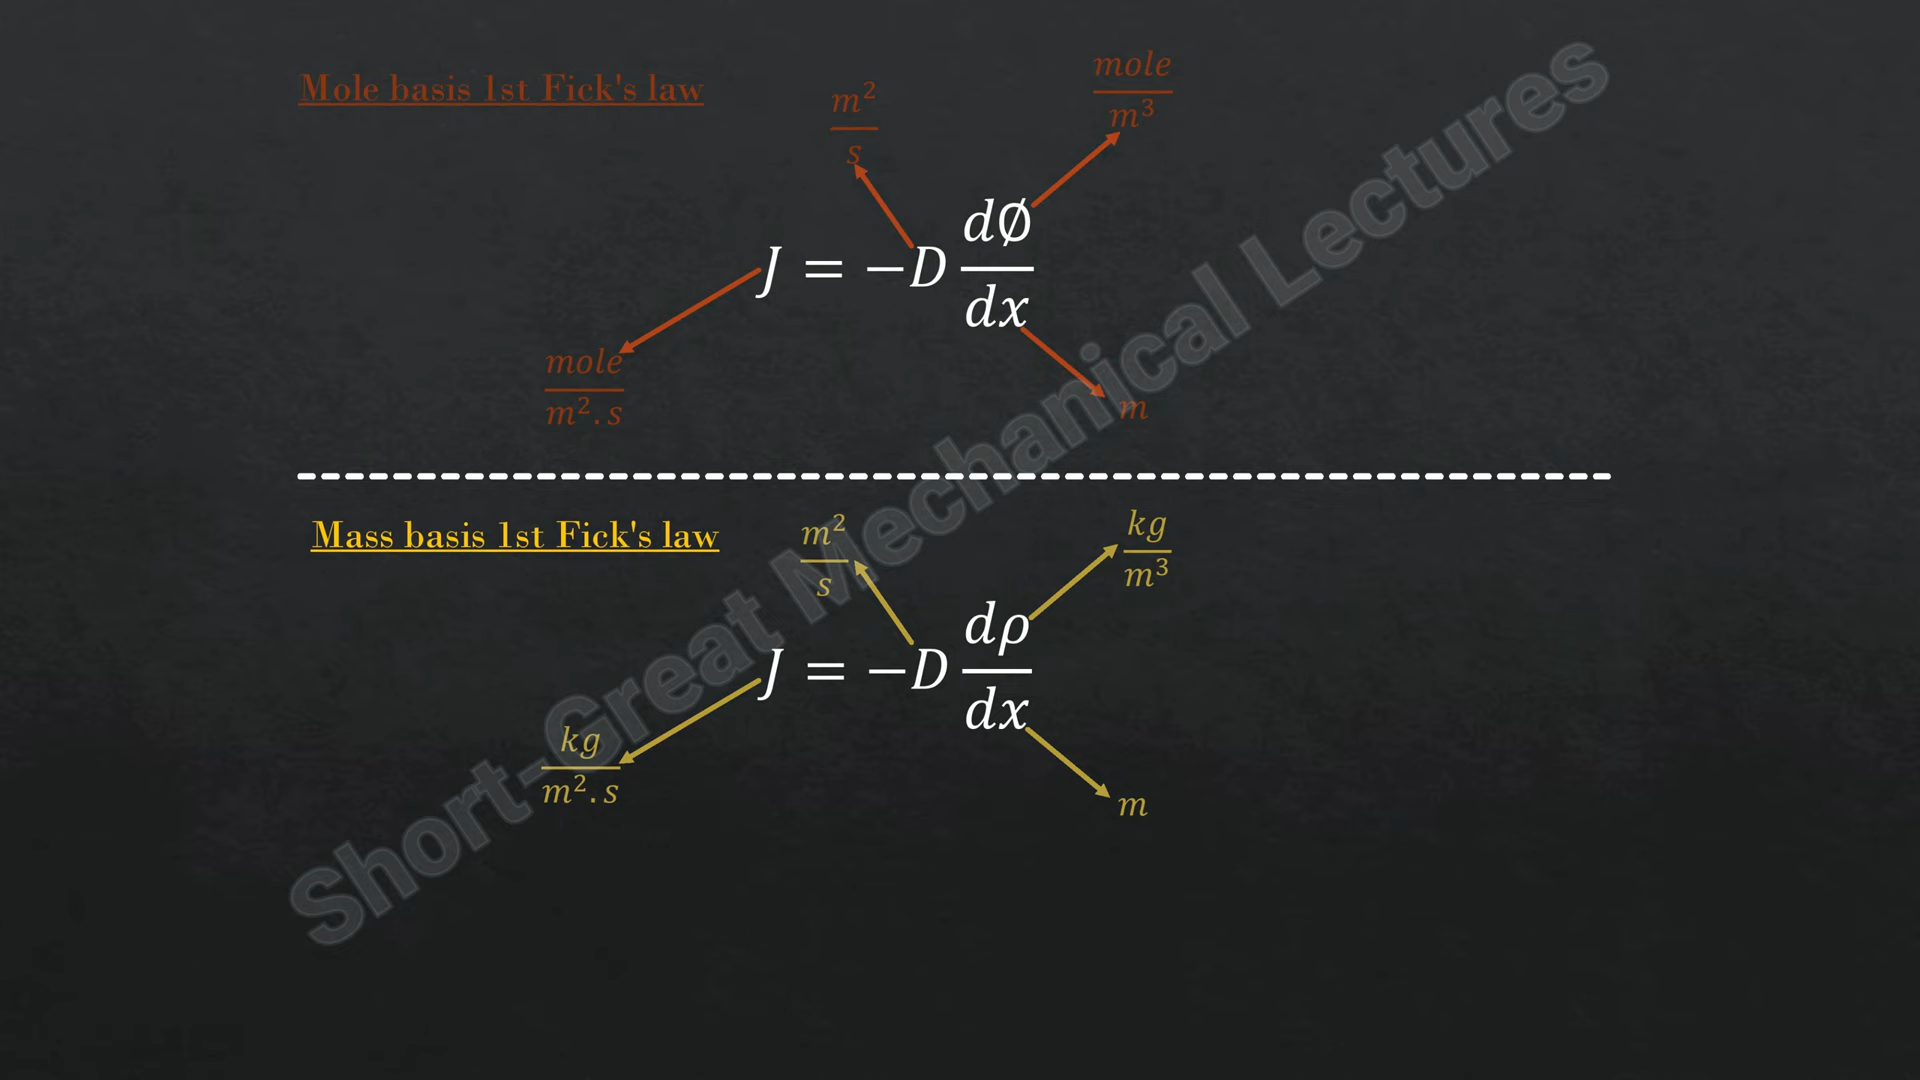 Mole basis 1st Fick's law
m²/s
mole/m³
J = −D d∅/dx
mole/m².s
m
Mass basis 1st Fick's law
m²/s
kg/m³
J = −D dρ/dx
kg/m².s
m
Short-Great Mechanical Lectures